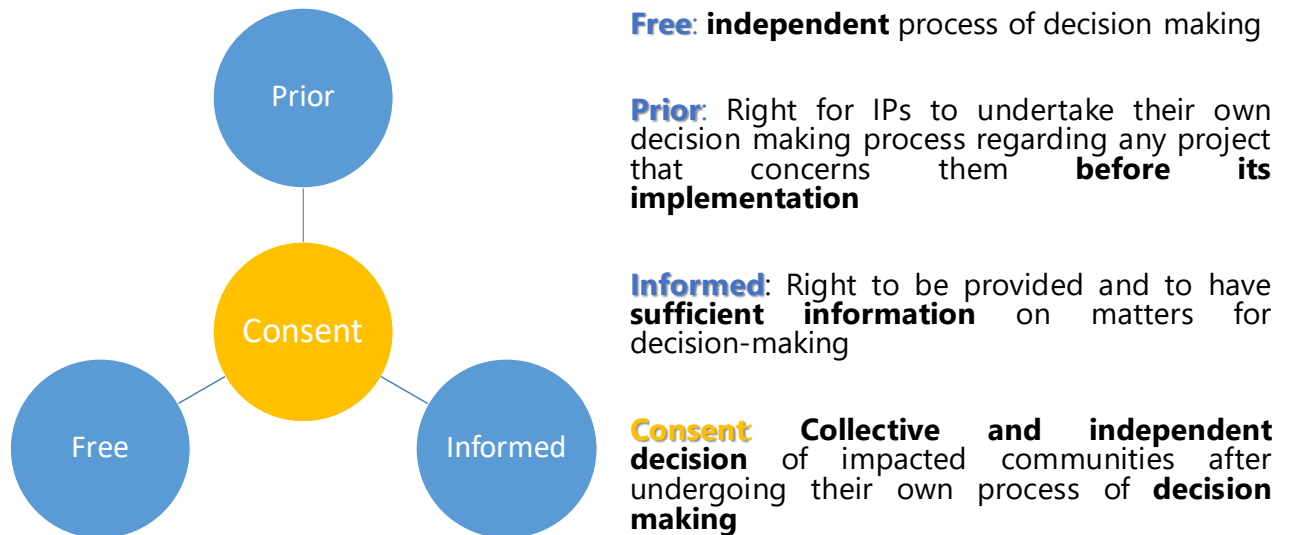 Prior
Consent
Free
Informed
Free: independent process of decision making
Prior: Right for IPs to undertake their own
decision making process regarding any project
that concerns them before its
implementation
Informed: Right to be provided and to have
sufficient information on matters for
decision-making
Consent: Collective and independent
decision of impacted communities after
undergoing their own process of decision
making